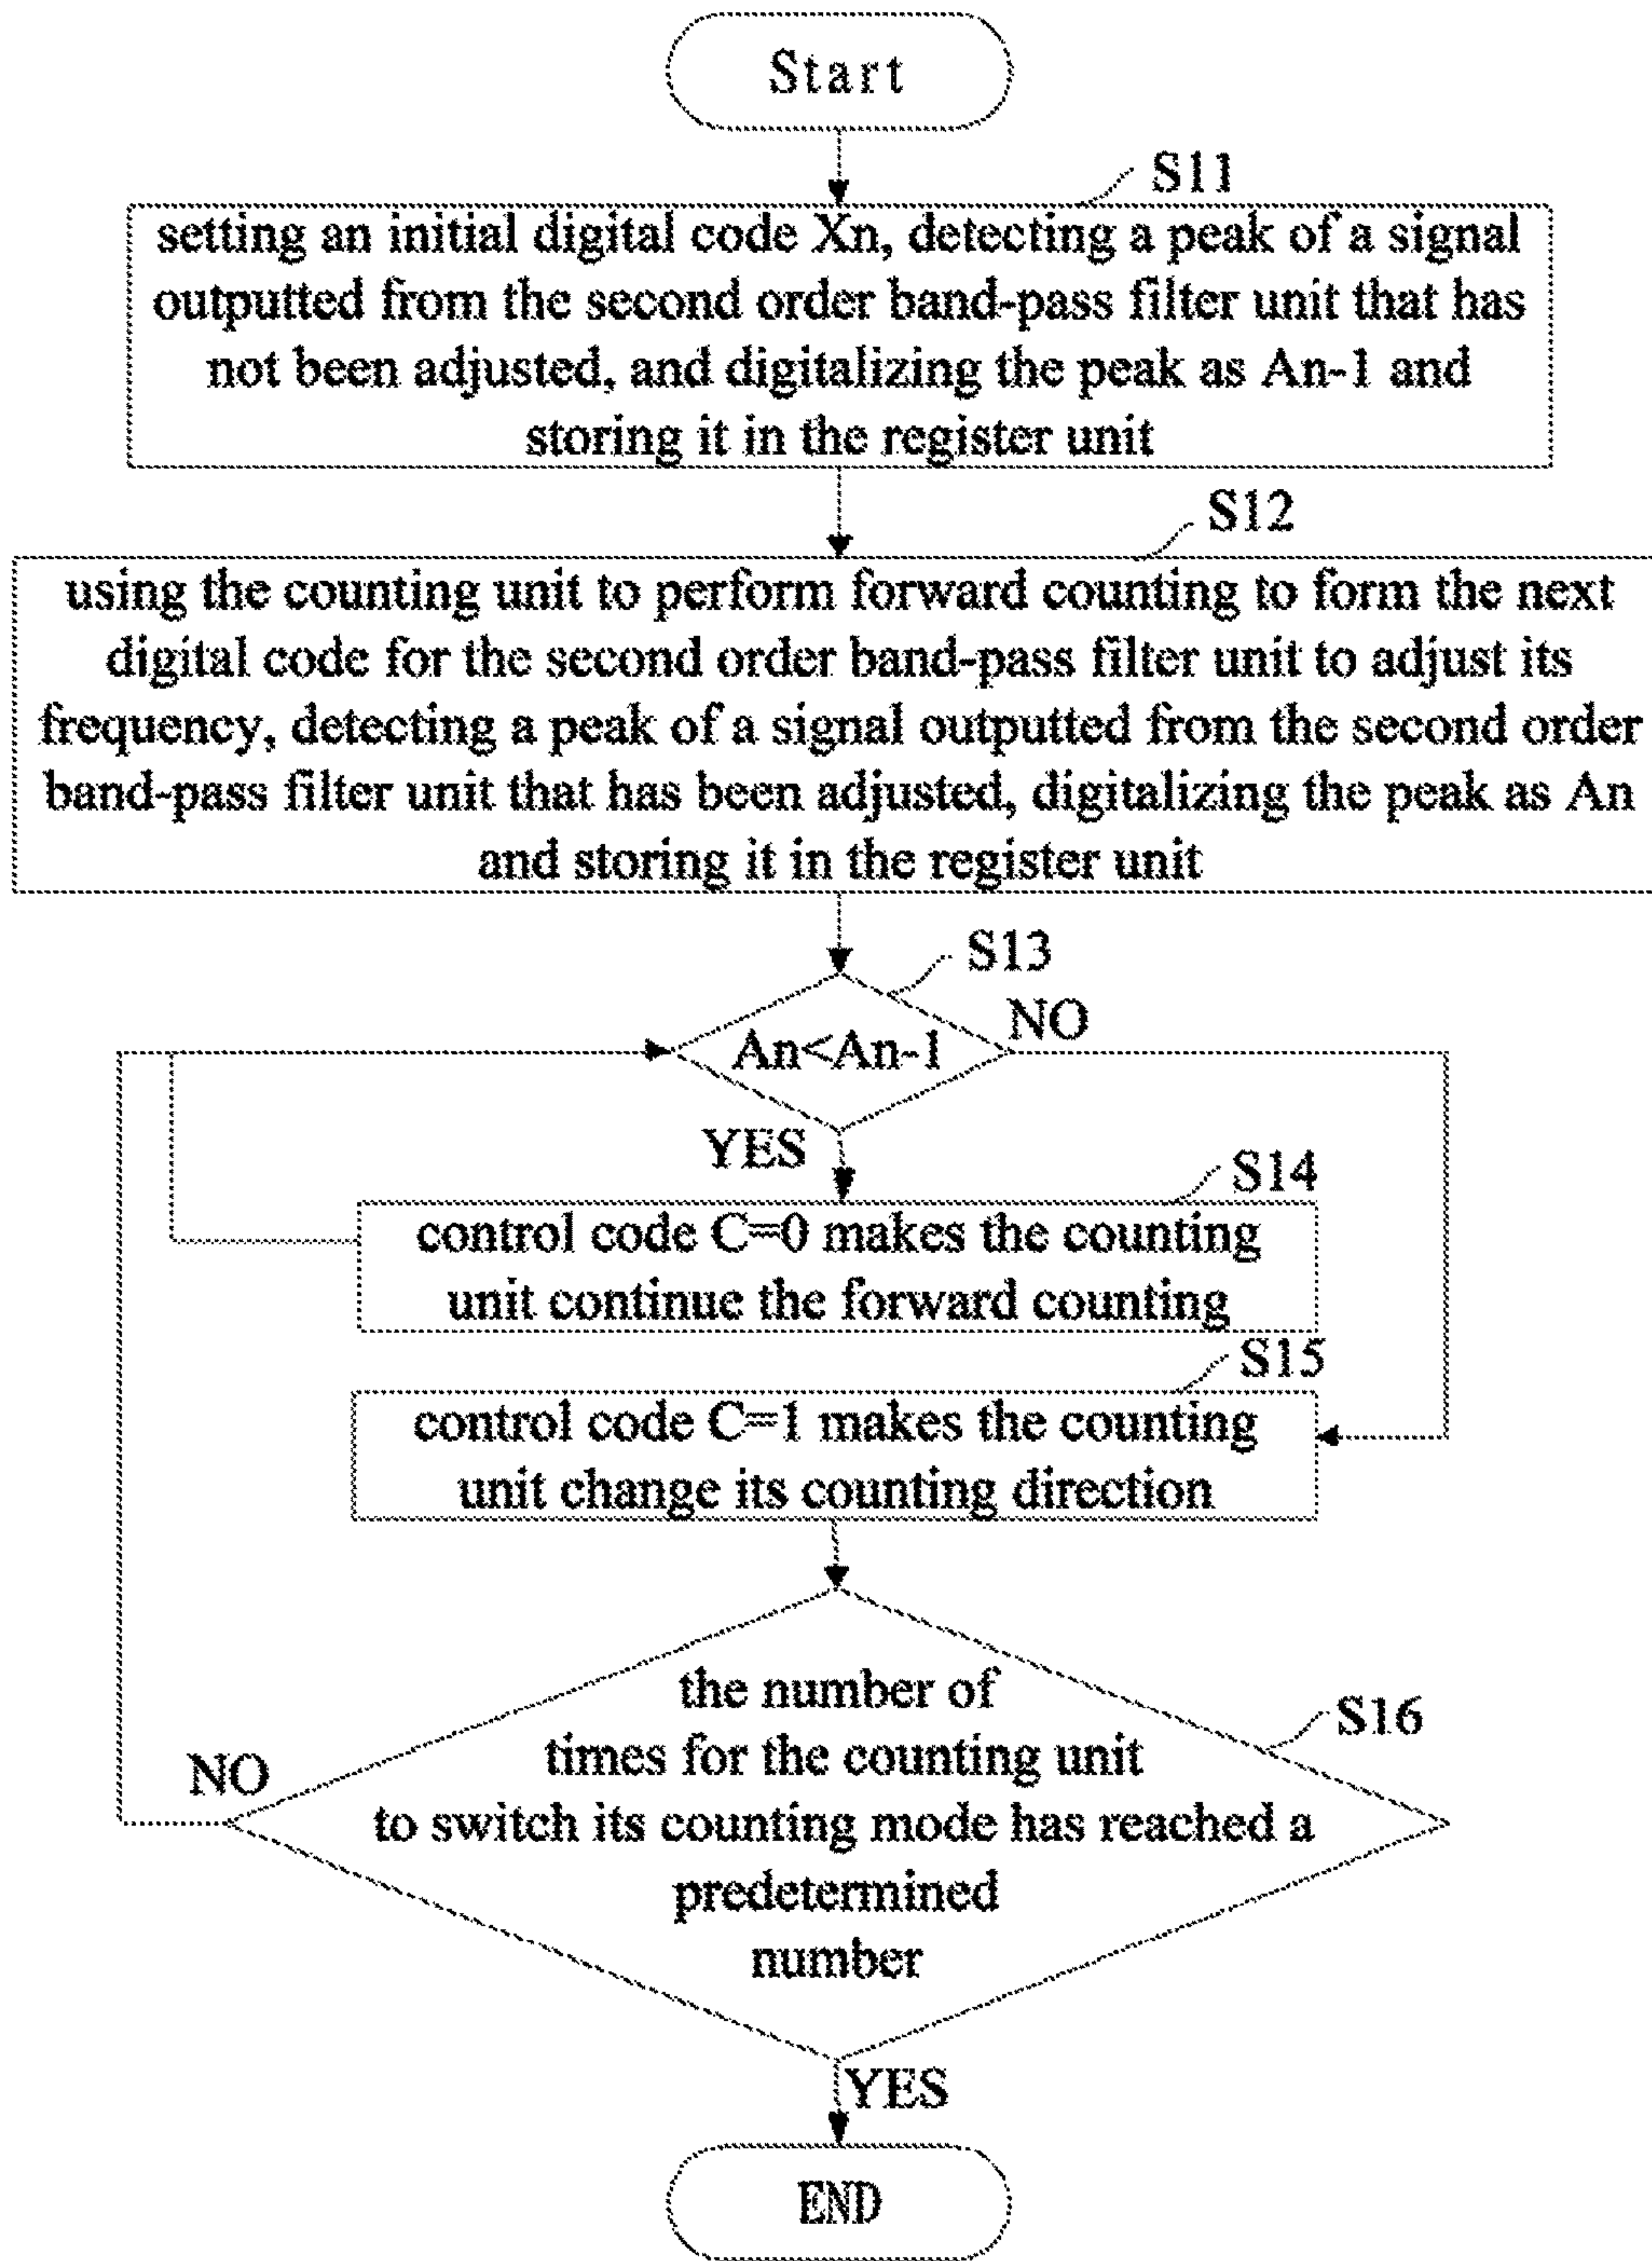 Start
S11
setting an initial digital code Xn, detecting a peak of a signal
outputted from the second order band-pass filter unit that has
not been adjusted, and digitalizing the peak as An-1 and
storing it in the register unit
S12
using the counting unit to perform forward counting to form the next
digital code for the second order band-pass filter unit to adjust its
frequency, detecting a peak of a signal outputted from the second order
band-pass filter unit that has been adjusted, digitalizing the peak as An
and storing it in the register unit
S13
An<An-1
NO
YES
S14
control code C=0 makes the counting
unit continue the forward counting
S15
control code C=1 makes the counting
unit change its counting direction
S16
the number of
times for the counting unit
to switch its counting mode has reached a
predetermined
number
NO
YES
END